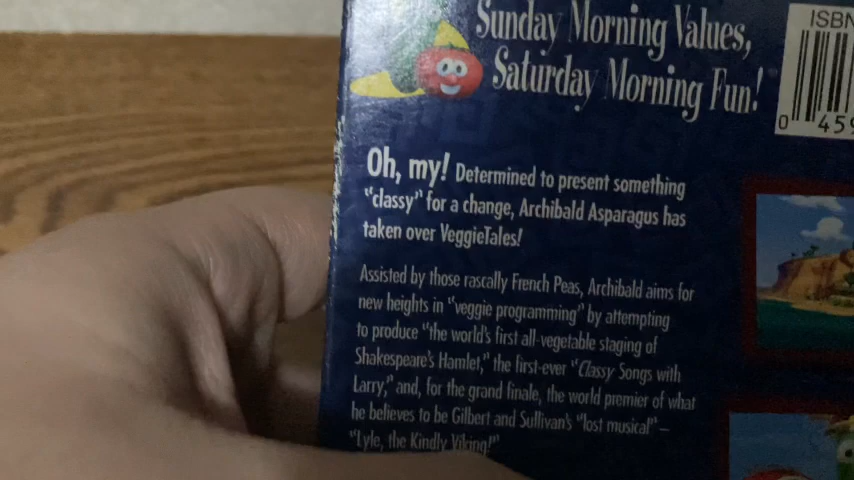 Sunday Morning Values,
Saturday Morning Fun!
ISBN
0 459
Oh, my! Determined to present something
"classy" for a change, Archibald Asparagus has
taken over VeggieTales!
Assisted by those rascally French Peas, Archibald aims for
new heights in "veggie programming" by attempting
to produce "the world's first all-vegetable staging of
Shakespeare's Hamlet," the first-ever "Classy Songs with
Larry," and, for the grand finale, the world premier of what
he believes to be Gilbert and Sullivan's "lost musical" –
"Lyle, the Kindly Viking!"